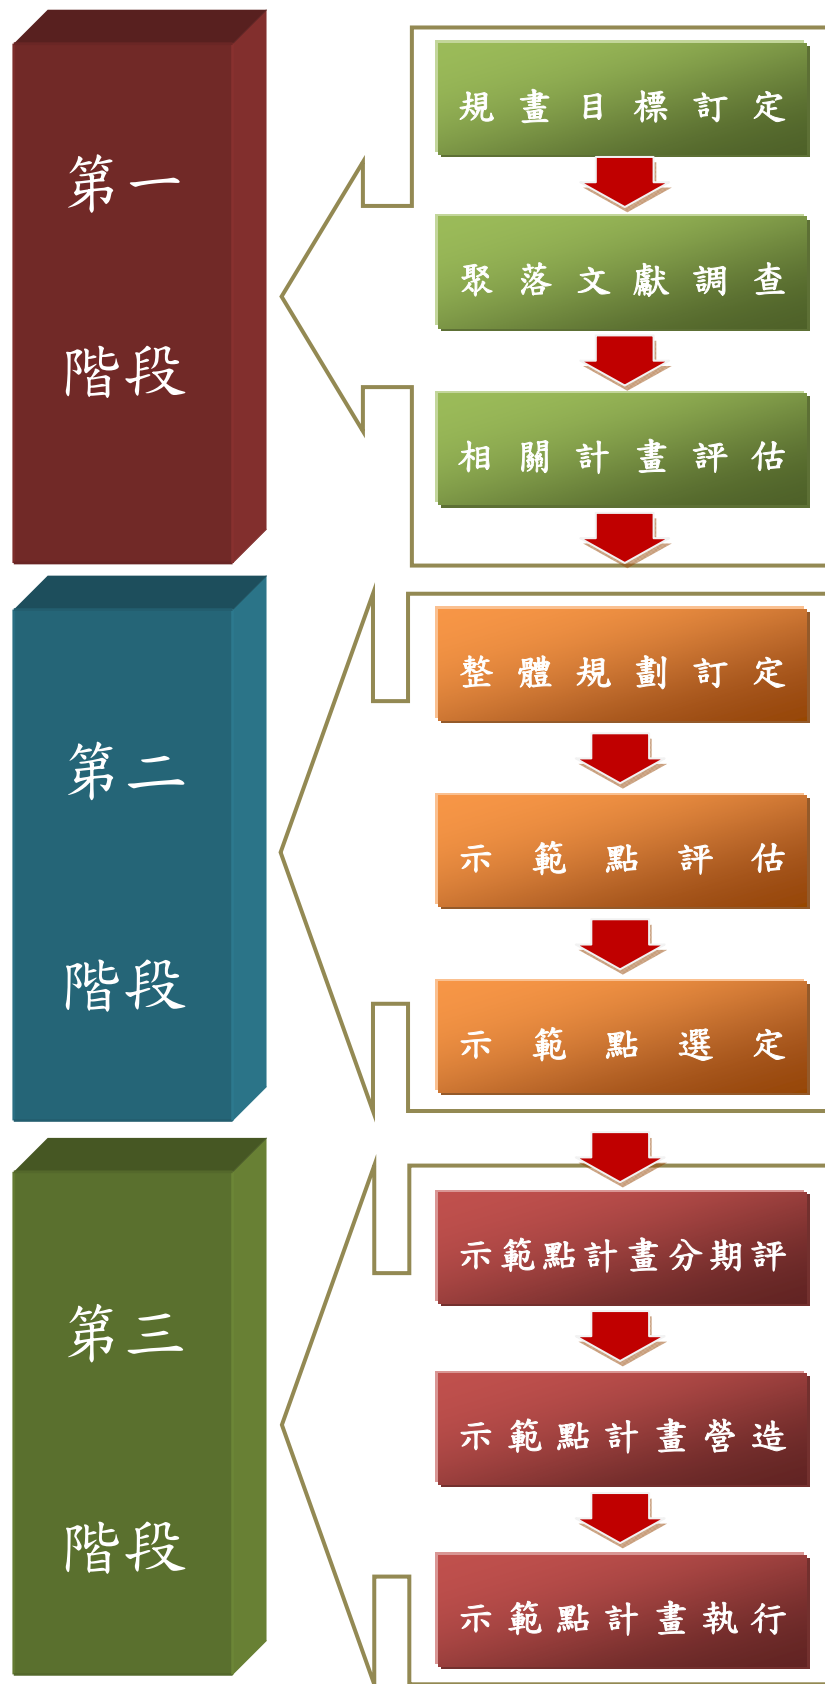 第一
階段
規畫目標訂定
聚落文獻調查
相關計畫評估
第二
階段
整體規劃訂定
示範點評估
示範點選定
第三
階段
示範點計畫分期評
示範點計畫營造
示範點計畫執行